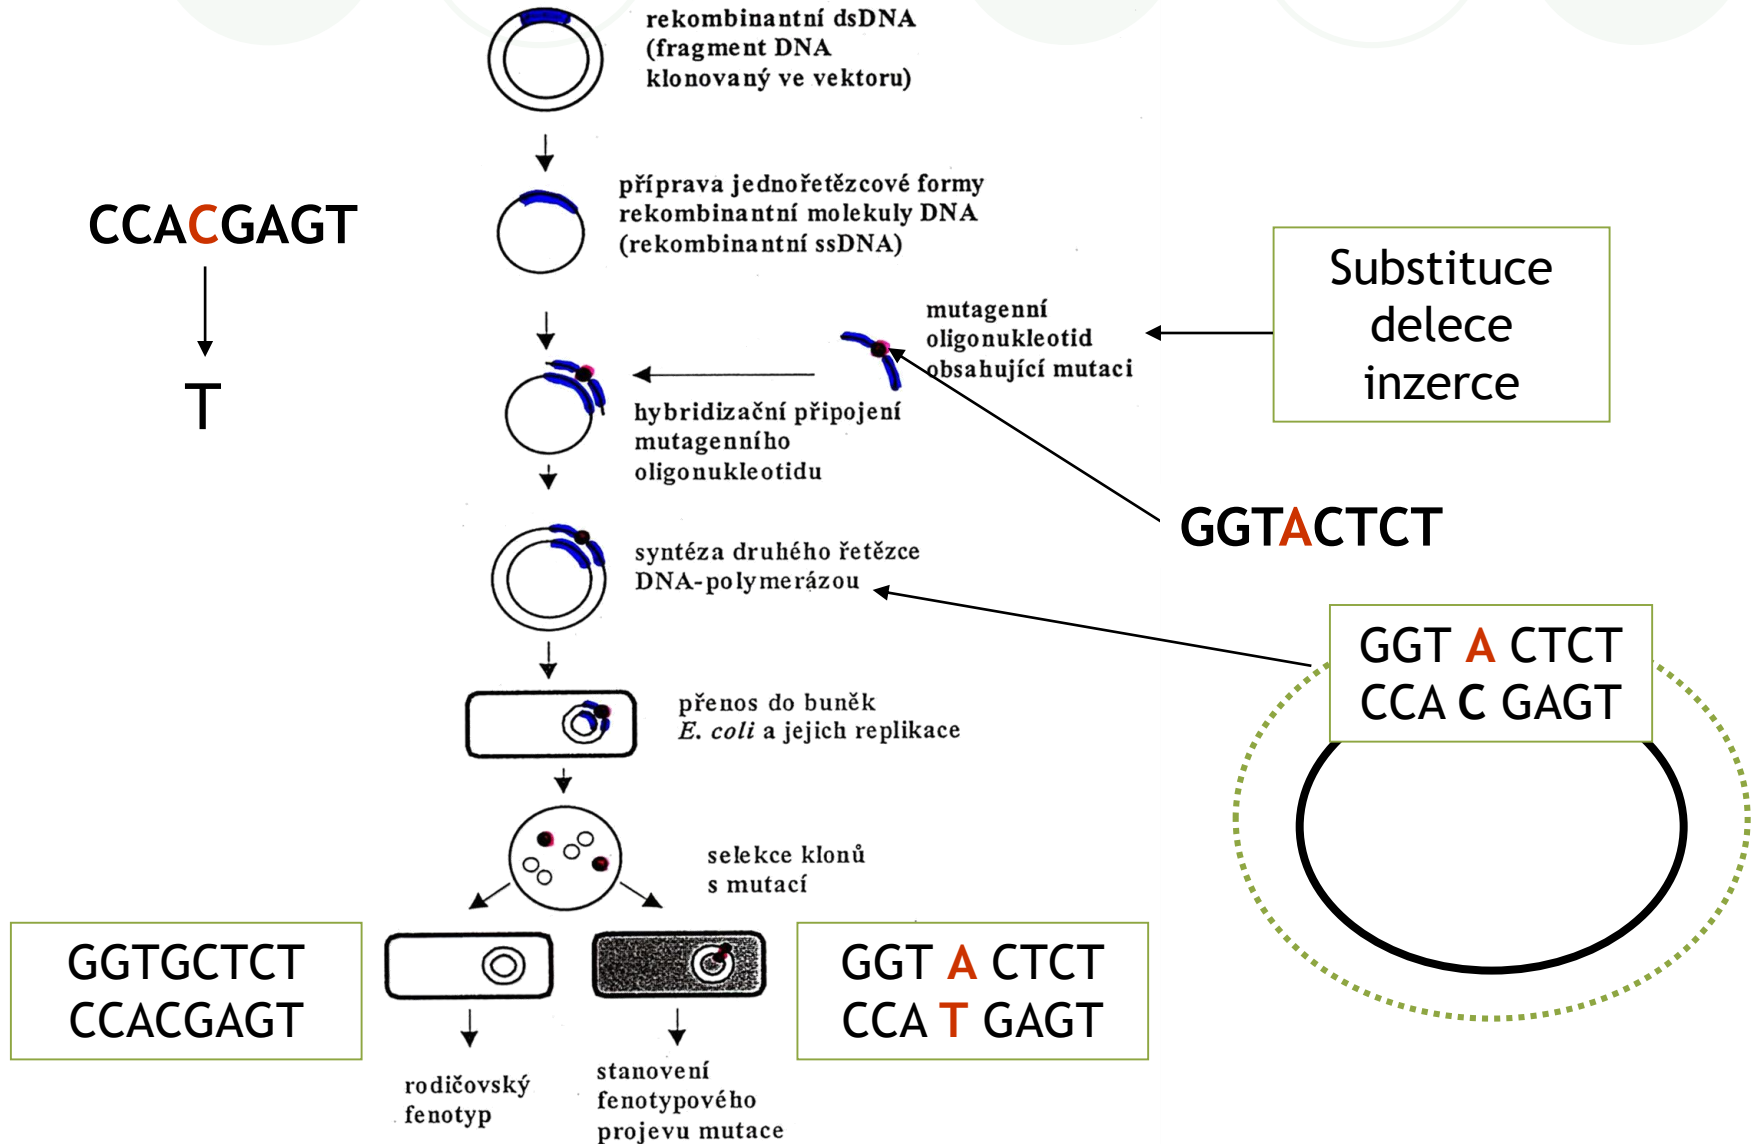 rekombinantní dsDNA
(fragment DNA
klonovaný ve vektoru)
příprava jednořetězcové formy
rekombinantní molekuly DNA
(rekombinantní ssDNA)
CCACGAGT
T
Substituce
delece
inzerce
mutagenní
oligonukleotid
obsahující mutaci
hybridizační připojení
mutagenního
oligonukleotidu
GGTACTCT
syntéza druhého řetězce
DNA-polymerázou
GGT A CTCT
CCA C GAGT
přenos do buněk
E. coli a jejich replikace
selekce klonů
s mutací
GGTGCTCT
CCACGAGT
GGT A CTCT
CCA T GAGT
rodičovský
fenotyp
stanovení
fenotypového
projevu mutace